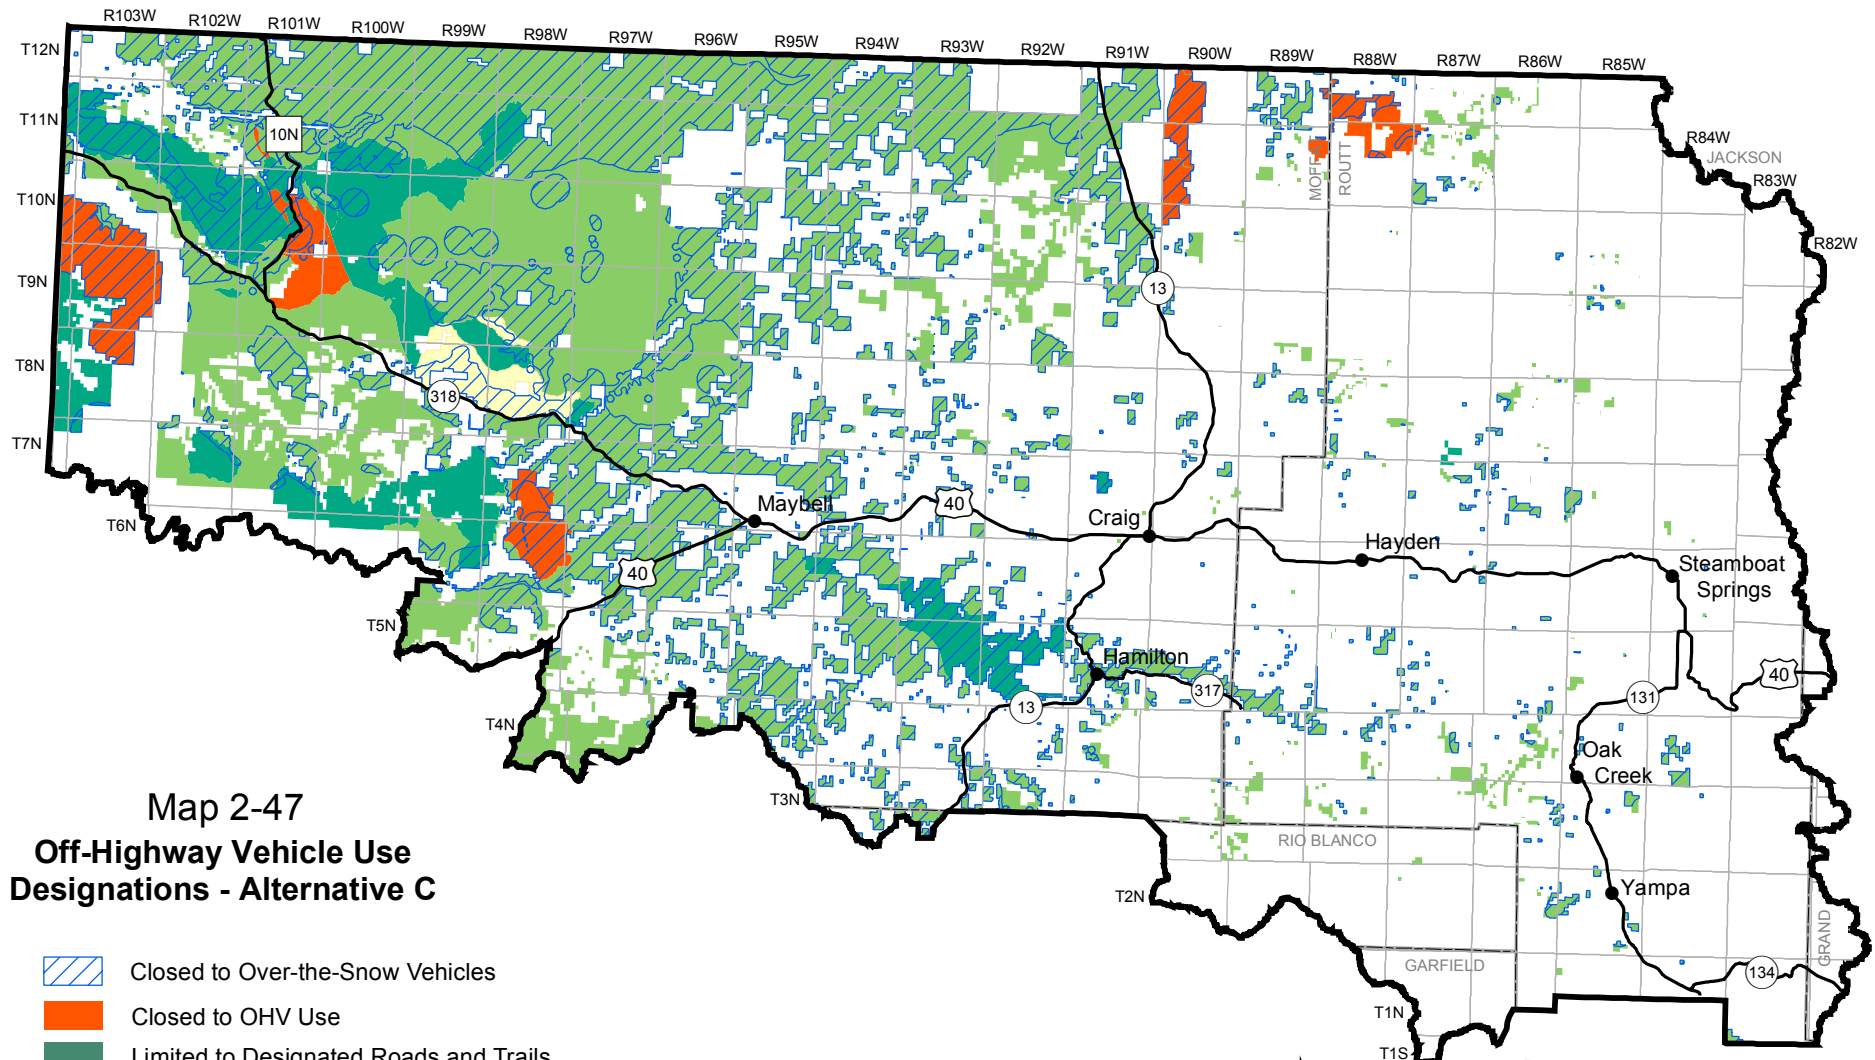 R103W
R102W
R101W
R100W
R99W
R98W
R97W
R96W
R95W
R94W
R93W
R92W
R91W
R90W
R89W
R88W
R87W
R86W
R85W
T12N
T11N
10N
R84W
JACKSON
R83W
MOFF
ROUTT
T10N
R82W
T9N
13
T8N
318
T7N
Maybell
40
Craig
T6N
Hayden
Steamboat
Springs
40
T5N
Hamilton
317
40
131
13
T4N
Oak
Creek
T3N
Map 2-47
RIO BLANCO
Off-Highway Vehicle Use
Designations - Alternative C
Yampa
T2N
GRAND
GARFIELD
Closed to Over-the-Snow Vehicles
134
T1N
Closed to OHV Use
Limited to Designated Roads and Trails
T1S